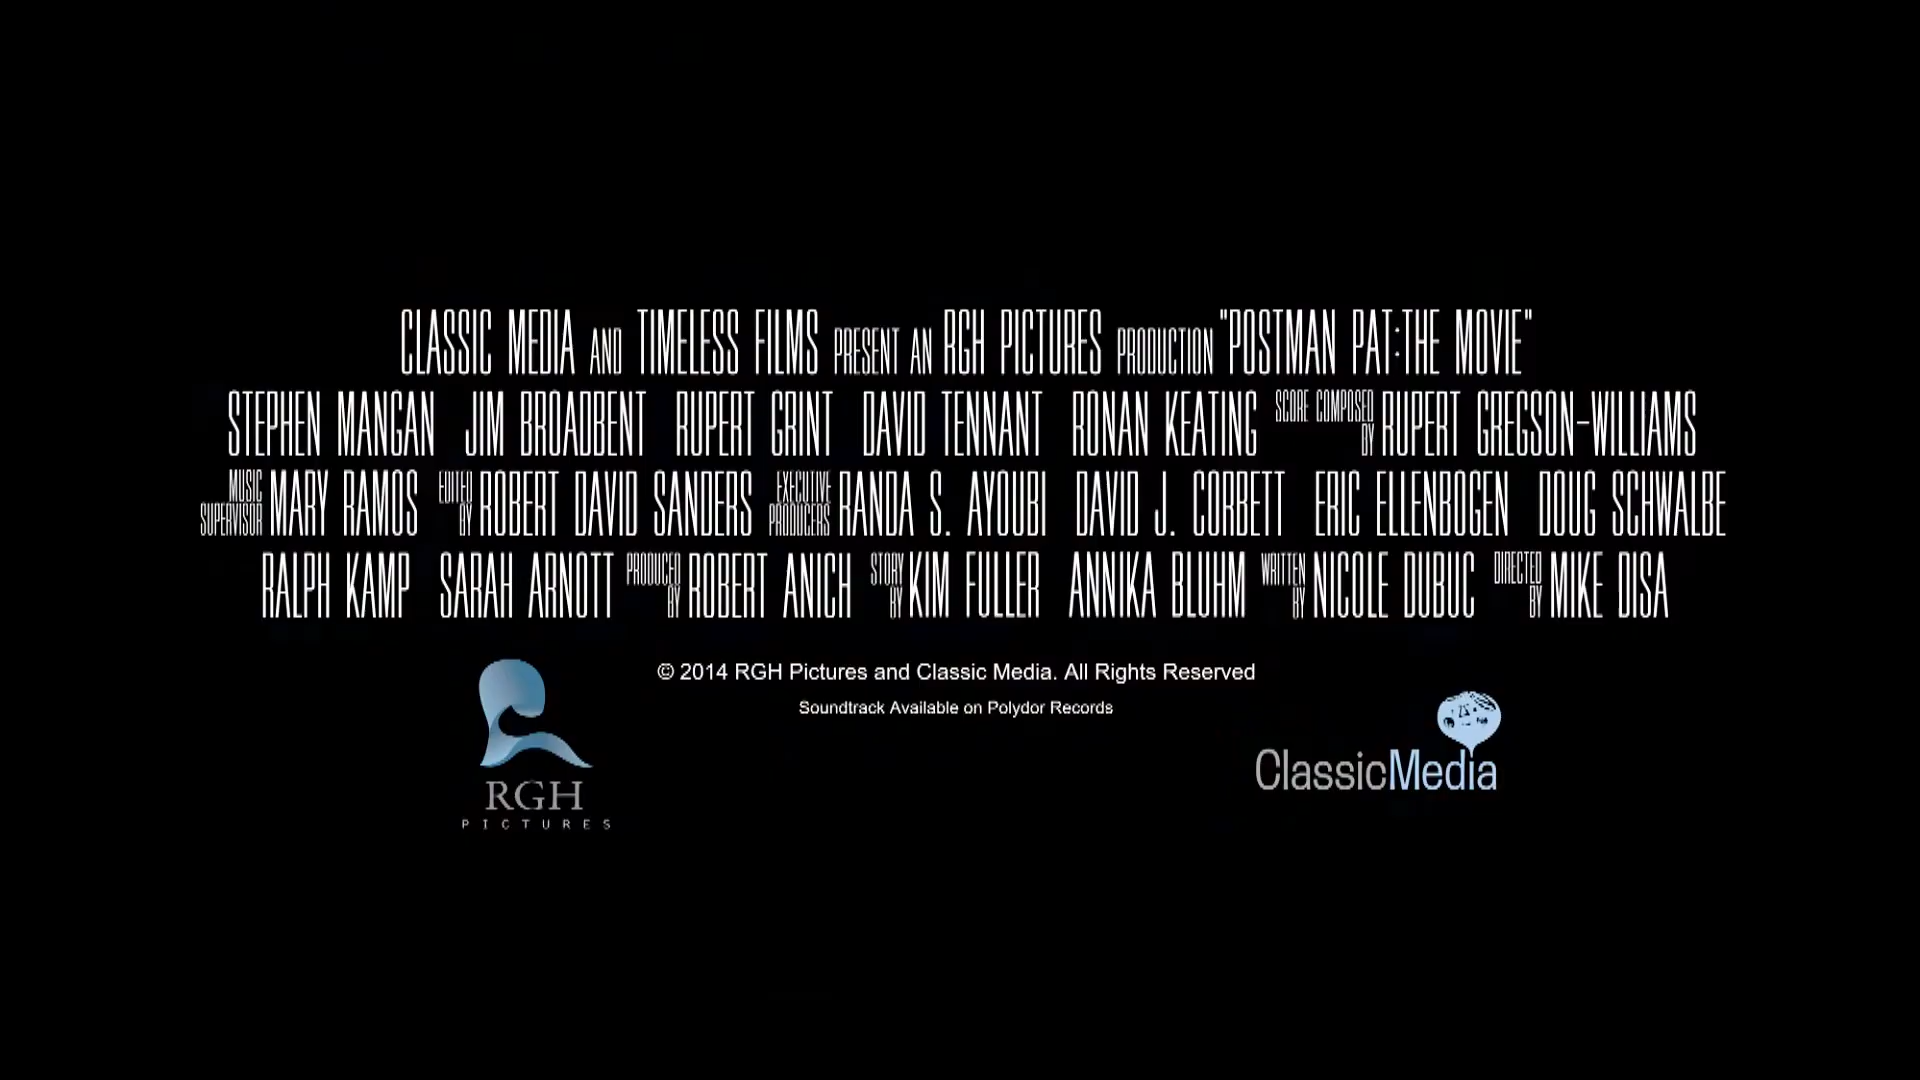 CLASSIC MEDIA AND TIMELESS FILMS PRESENT AN RGH PICTURES PRODUCTION "POSTMAN PAT:THE MOVIE"
STEPHEN MANGAN JIM BROADBENT RUPERT GRINT DAVID TENNANT RONAN KEATING SCORE COMPOSED BY RUPERT GREGSON-WILLIAMS
MUSIC SUPERVISOR MARY RAMOS EDITED BY ROBERT DAVID SANDERS EXECUTIVE PRODUCERS RANDA S. AYOUBI DAVID J. CORBETT ERIC ELLENBOGEN DOUG SCHWALBE
RALPH KAMP SARAH ARNOTT PRODUCED BY ROBERT ANICH STORY BY KIM FULLER ANNIKA BLUHM WRITTEN BY NICOLE DUBUC DIRECTED BY MIKE DISA
© 2014 RGH Pictures and Classic Media. All Rights Reserved
Soundtrack Available on Polydor Records
RGH
PICTURES
ClassicMedia